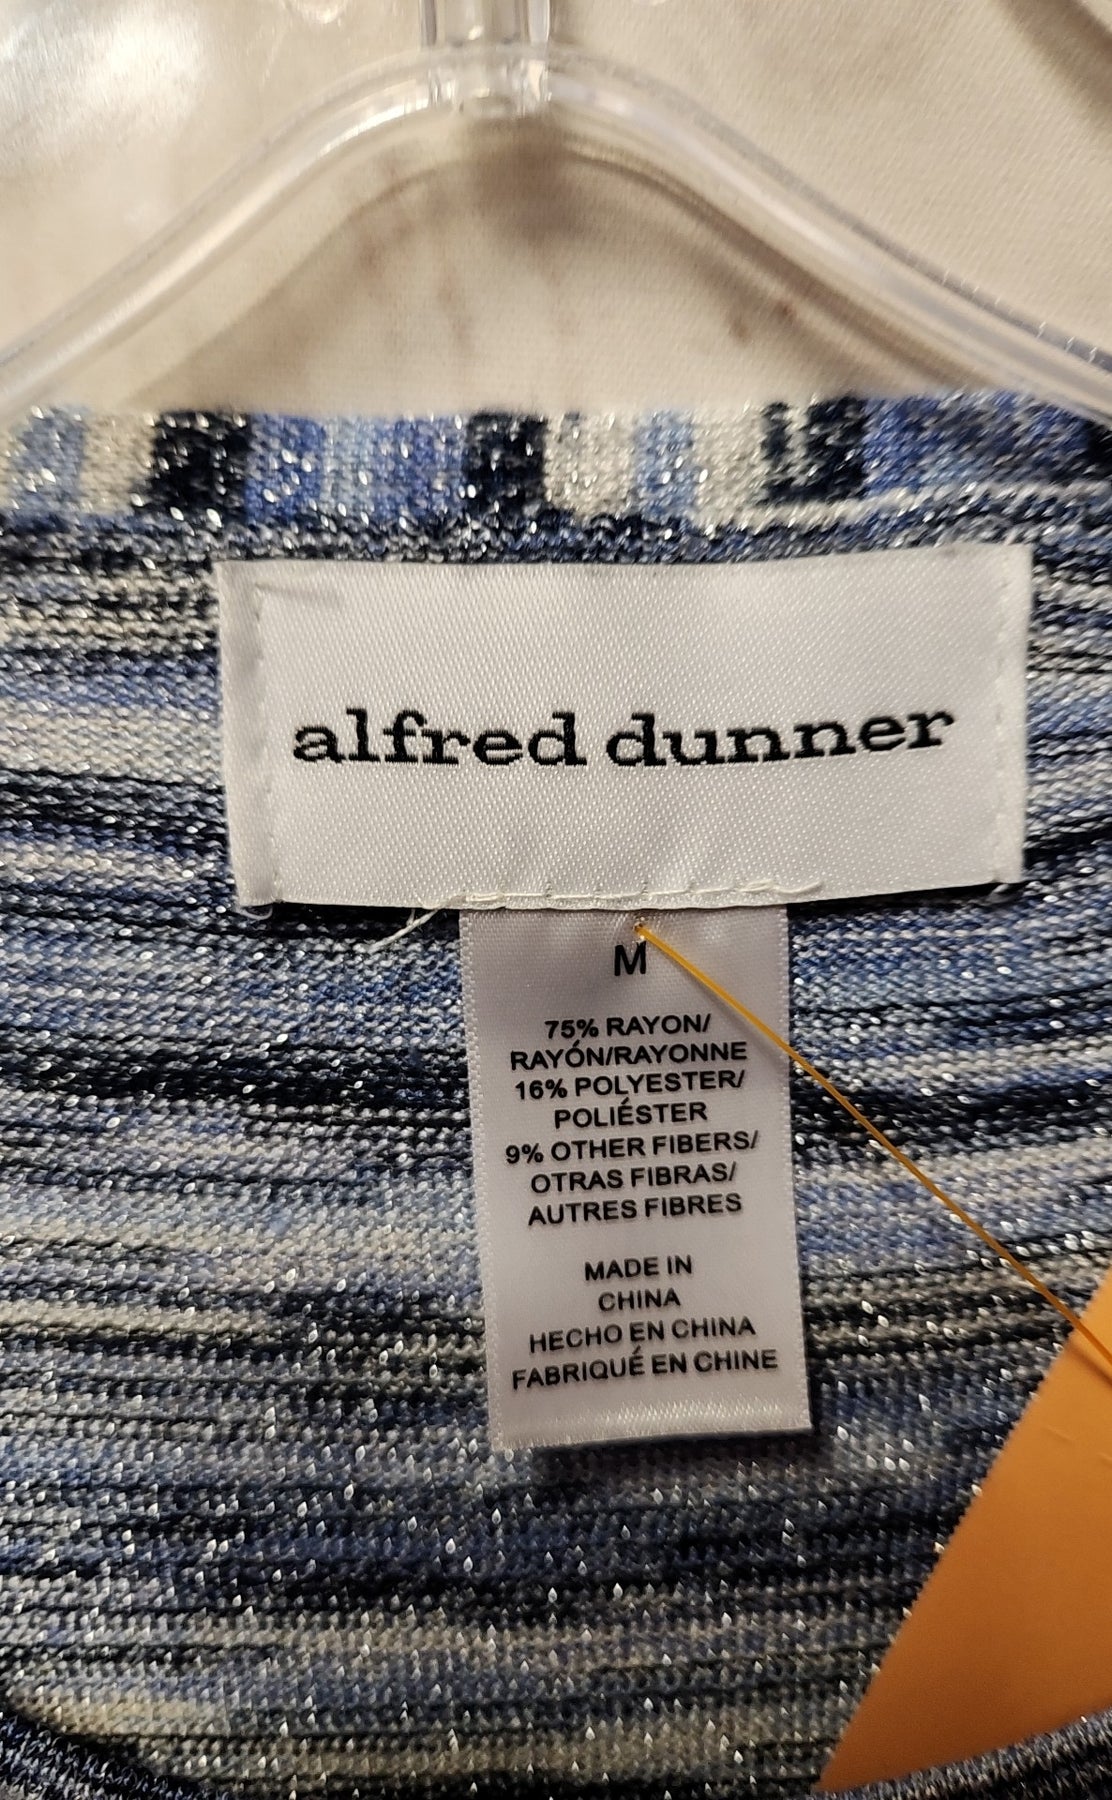 alfred dunner
M
75% RAYON/
RAYÓN/RAYONNE
16% POLYESTER/
POLIÉSTER
9% OTHER FIBERS/
OTRAS FIBRAS/
AUTRES FIBRES
MADE IN
CHINA
HECHO EN CHINA
FABRIQUÉ EN CHINE